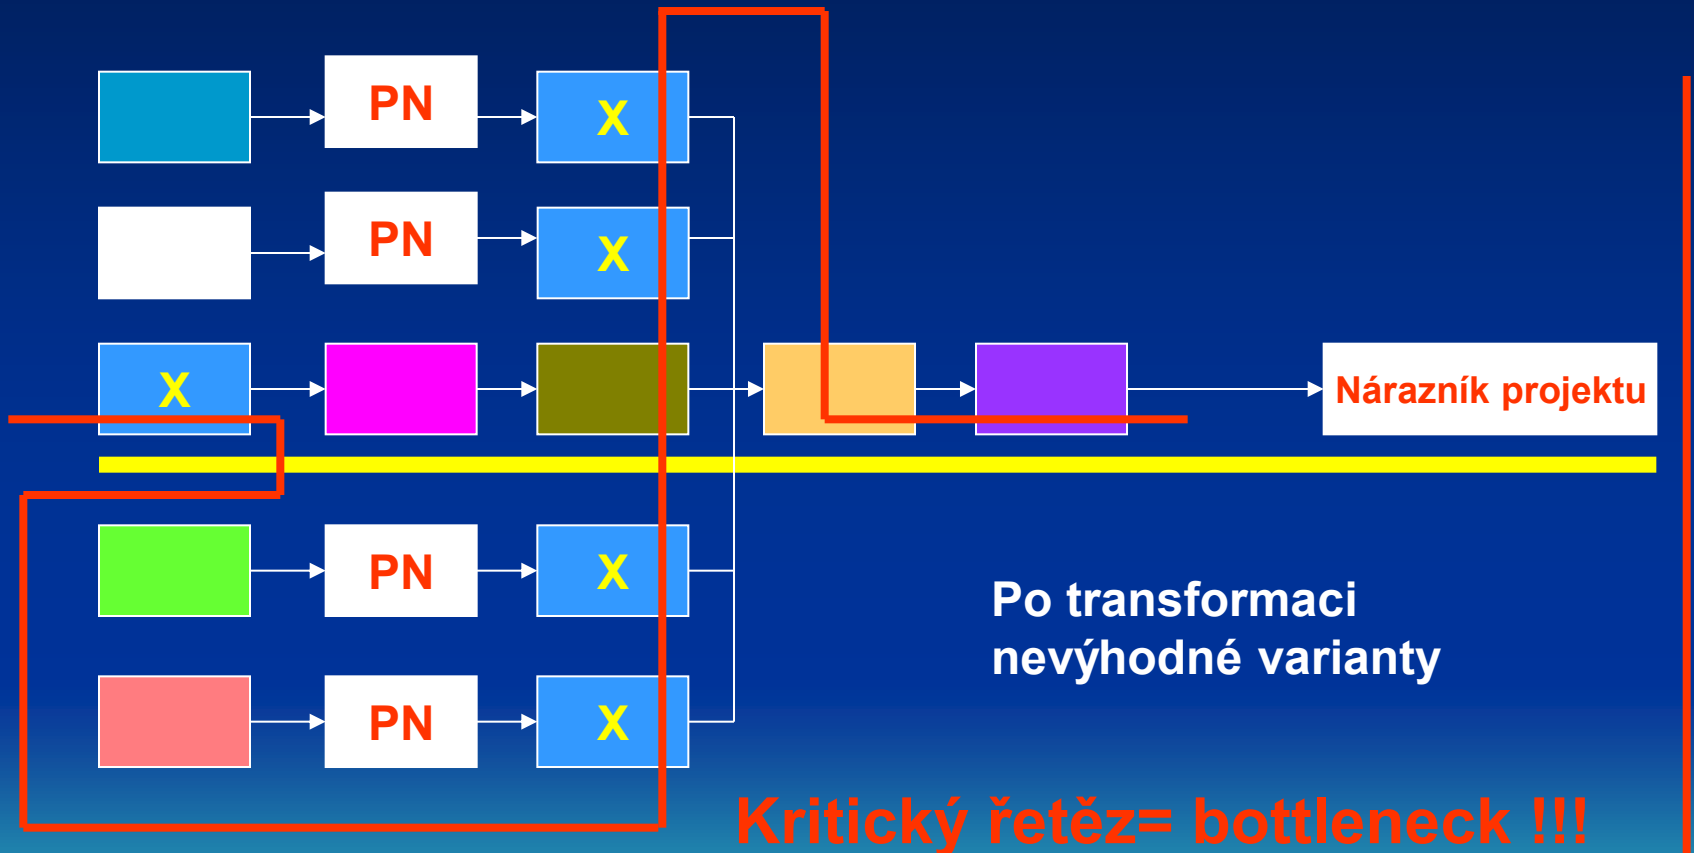 PN
X
PN
X
X
Nárazník projektu
PN
X
Po transformaci
nevýhodné varianty
PN
X
Kritický řetěz= bottleneck !!!